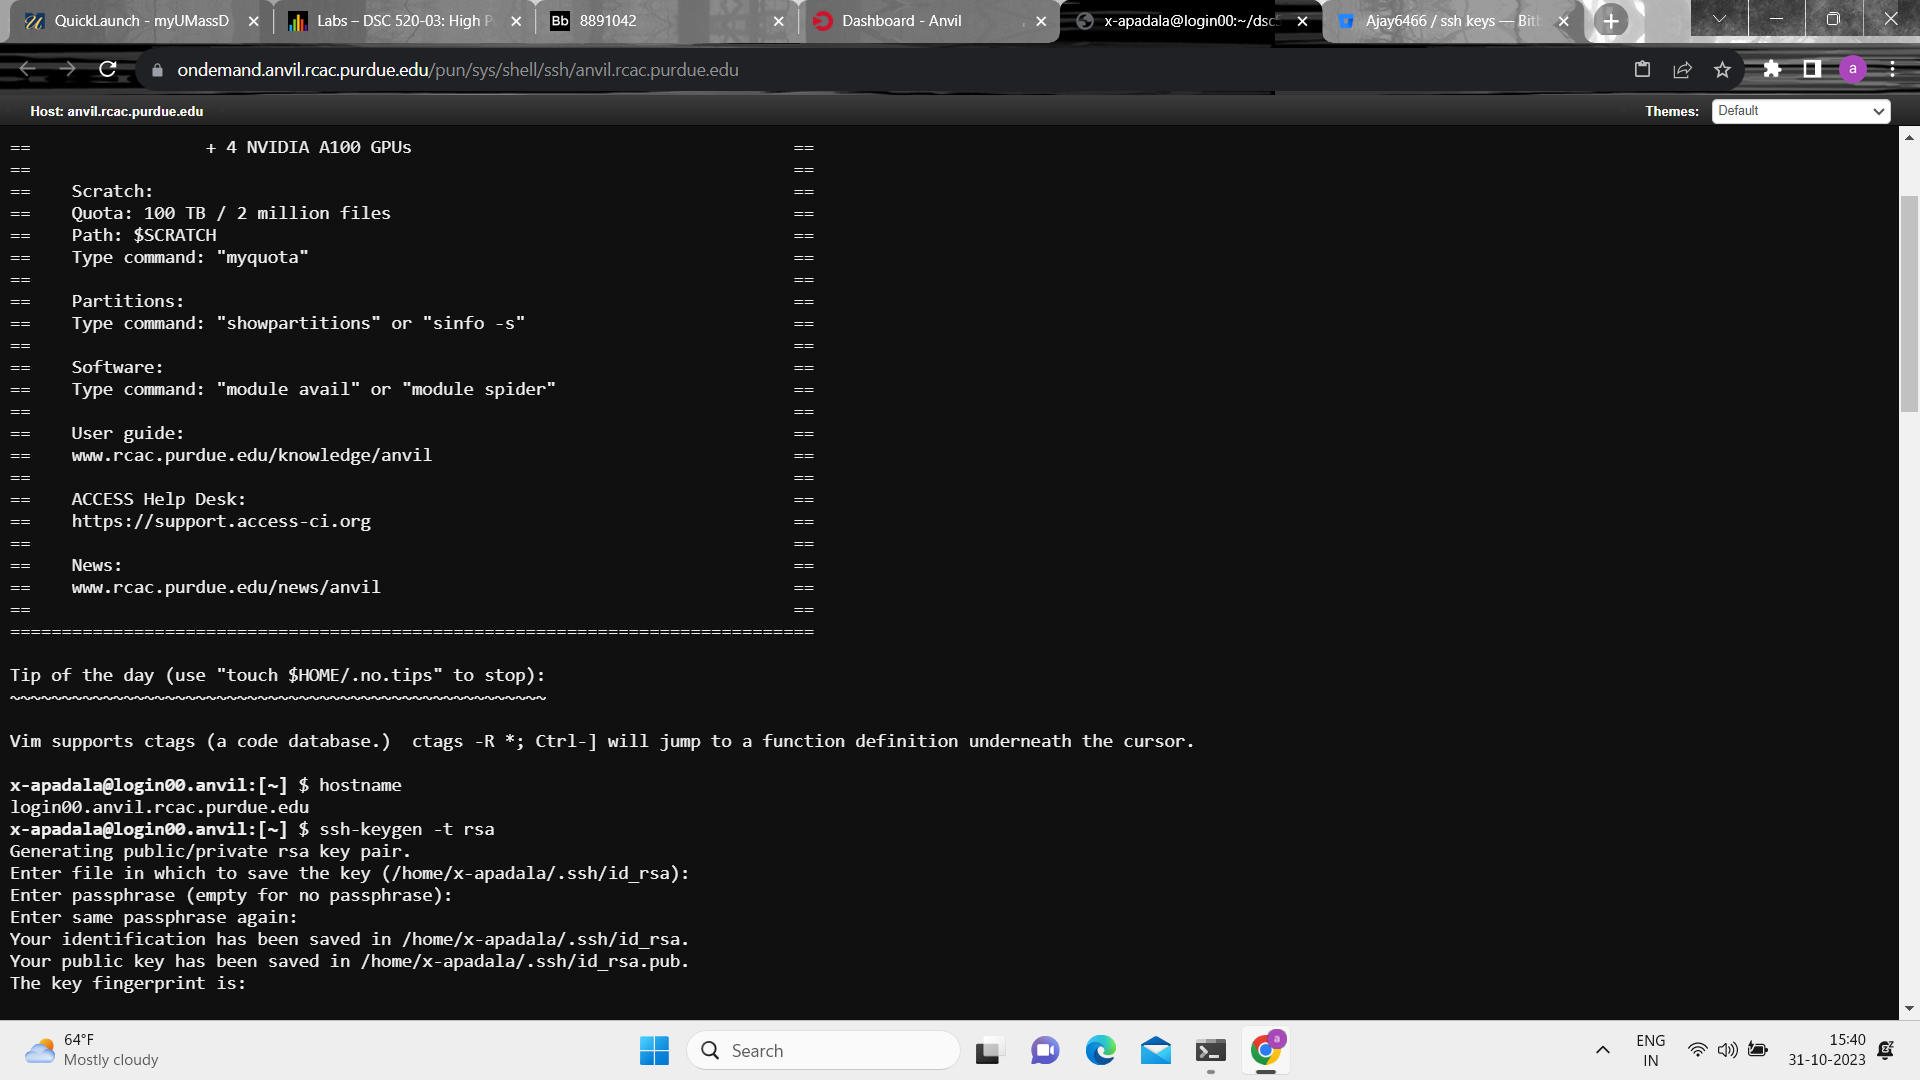 QuickLaunch - myUMassD
Labs – DSC 520-03: High P
Bb 8891042
Dashboard - Anvil
x-apadala@login00:~/dsc
Ajay6466 / ssh keys — Bit
ondemand.anvil.rcac.purdue.edu/pun/sys/shell/ssh/anvil.rcac.purdue.edu
a
Host: anvil.rcac.purdue.edu
Themes: Default
== + 4 NVIDIA A100 GPUs ==
== ==
== Scratch: ==
== Quota: 100 TB / 2 million files ==
== Path: $SCRATCH ==
== Type command: "myquota" ==
== ==
== Partitions: ==
== Type command: "showpartitions" or "sinfo -s" ==
== ==
== Software: ==
== Type command: "module avail" or "module spider" ==
== ==
== User guide: ==
== www.rcac.purdue.edu/knowledge/anvil ==
== ==
== ACCESS Help Desk: ==
== https://support.access-ci.org ==
== ==
== News: ==
== www.rcac.purdue.edu/news/anvil ==
== ==
==============================================================================
Tip of the day (use "touch $HOME/.no.tips" to stop):
~~~~~~~~~~~~~~~~~~~~~~~~~~~~~~~~~~~~~~~~~~~~~~~~~~~~
Vim supports ctags (a code database.)  ctags -R *; Ctrl-] will jump to a function definition underneath the cursor.
x-apadala@login00.anvil:[~] $ hostname
login00.anvil.rcac.purdue.edu
x-apadala@login00.anvil:[~] $ ssh-keygen -t rsa
Generating public/private rsa key pair.
Enter file in which to save the key (/home/x-apadala/.ssh/id_rsa):
Enter passphrase (empty for no passphrase):
Enter same passphrase again:
Your identification has been saved in /home/x-apadala/.ssh/id_rsa.
Your public key has been saved in /home/x-apadala/.ssh/id_rsa.pub.
The key fingerprint is:
64°F
Mostly cloudy
Search
a
ENG
IN
15:40
31-10-2023